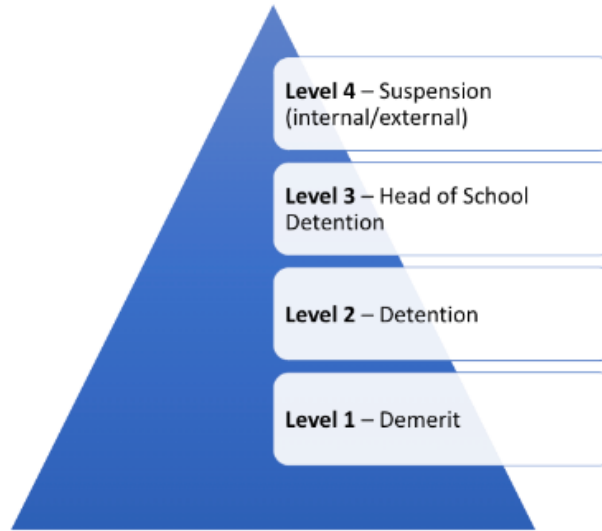 Level 4 – Suspension
(internal/external)
Level 3 – Head of School
Detention
Level 2 – Detention
Level 1 – Demerit